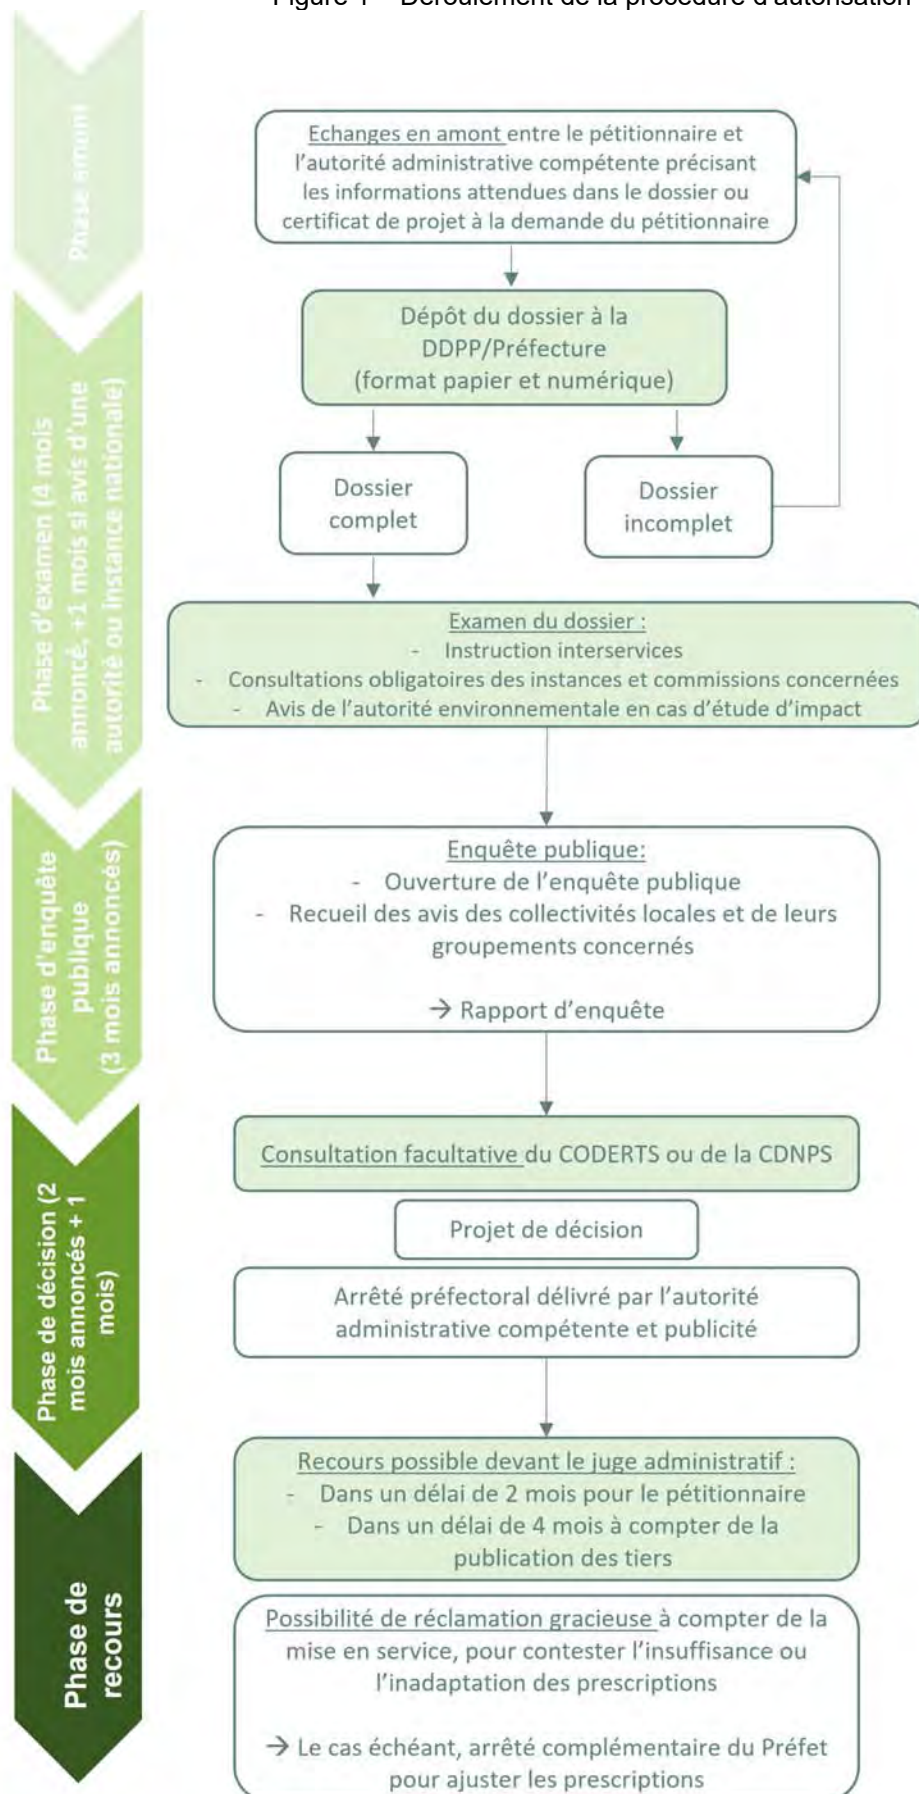 Figure 1 – Déroulement de la procédure d'autorisation
Phase amont
Echanges en amont entre le pétitionnaire et
l'autorité administrative compétente précisant
les informations attendues dans le dossier ou
certificat de projet à la demande du pétitionnaire
Phase d'examen (4 mois
annoncé, +1 mois si avis d'une
autorité ou instance nationale)
Dépôt du dossier à la
DDPP/Préfecture
(format papier et numérique)
Dossier
complet
Dossier
incomplet
Examen du dossier :
- Instruction interservices
- Consultations obligatoires des instances et commissions concernées
- Avis de l'autorité environnementale en cas d'étude d'impact
Phase d'enquête
publique
(3 mois annoncés)
Enquête publique:
- Ouverture de l'enquête publique
- Recueil des avis des collectivités locales et de leurs
groupements concernés
→ Rapport d'enquête
Phase de décision (2
mois annoncés + 1
mois)
Consultation facultative du CODERTS ou de la CDNPS
Projet de décision
Arrêté préfectoral délivré par l'autorité
administrative compétente et publicité
Phase de
recours
Recours possible devant le juge administratif :
- Dans un délai de 2 mois pour le pétitionnaire
- Dans un délai de 4 mois à compter de la
publication des tiers
Possibilité de réclamation gracieuse à compter de la
mise en service, pour contester l'insuffisance ou
l'inadaptation des prescriptions
→ Le cas échéant, arrêté complémentaire du Préfet
pour ajuster les prescriptions